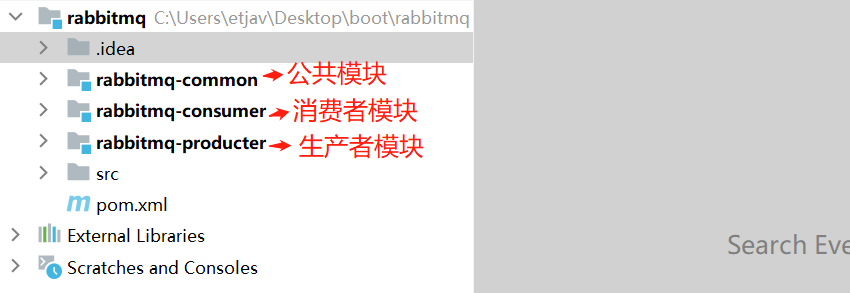 rabbitmq C:\Users\etjav\Desktop\boot\rabbitmq
.idea
rabbitmq-common 公共模块
rabbitmq-consumer 消费者模块
rabbitmq-producter 生产者模块
src
pom.xml
External Libraries
Scratches and Consoles
Search Eve